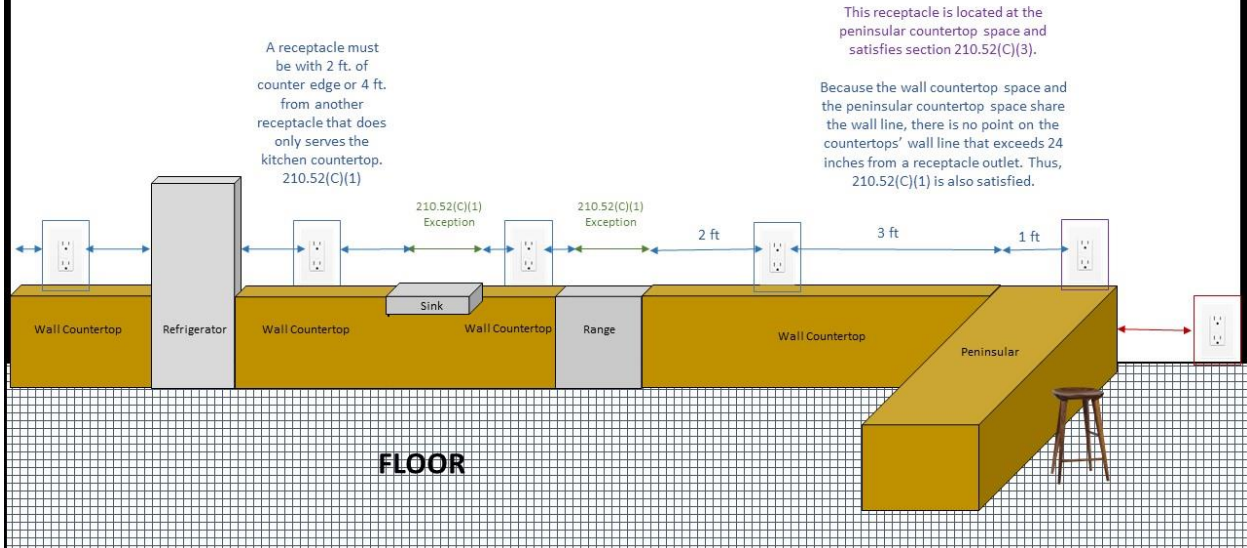 This receptacle is located at the
peninsular countertop space and
satisfies section 210.52(C)(3).
A receptacle must
be with 2 ft. of
counter edge or 4 ft.
from another
receptacle that does
only serves the
kitchen countertop.
210.52(C)(1)
Because the wall countertop space and
the peninsular countertop space share
the wall line, there is no point on the
countertops' wall line that exceeds 24
inches from a receptacle outlet. Thus,
210.52(C)(1) is also satisfied.
210.52(C)(1)
Exception
210.52(C)(1)
Exception
2 ft
3 ft
1 ft
Sink
Wall Countertop
Refrigerator
Wall Countertop
Wall Countertop
Range
Wall Countertop
Peninsular
FLOOR